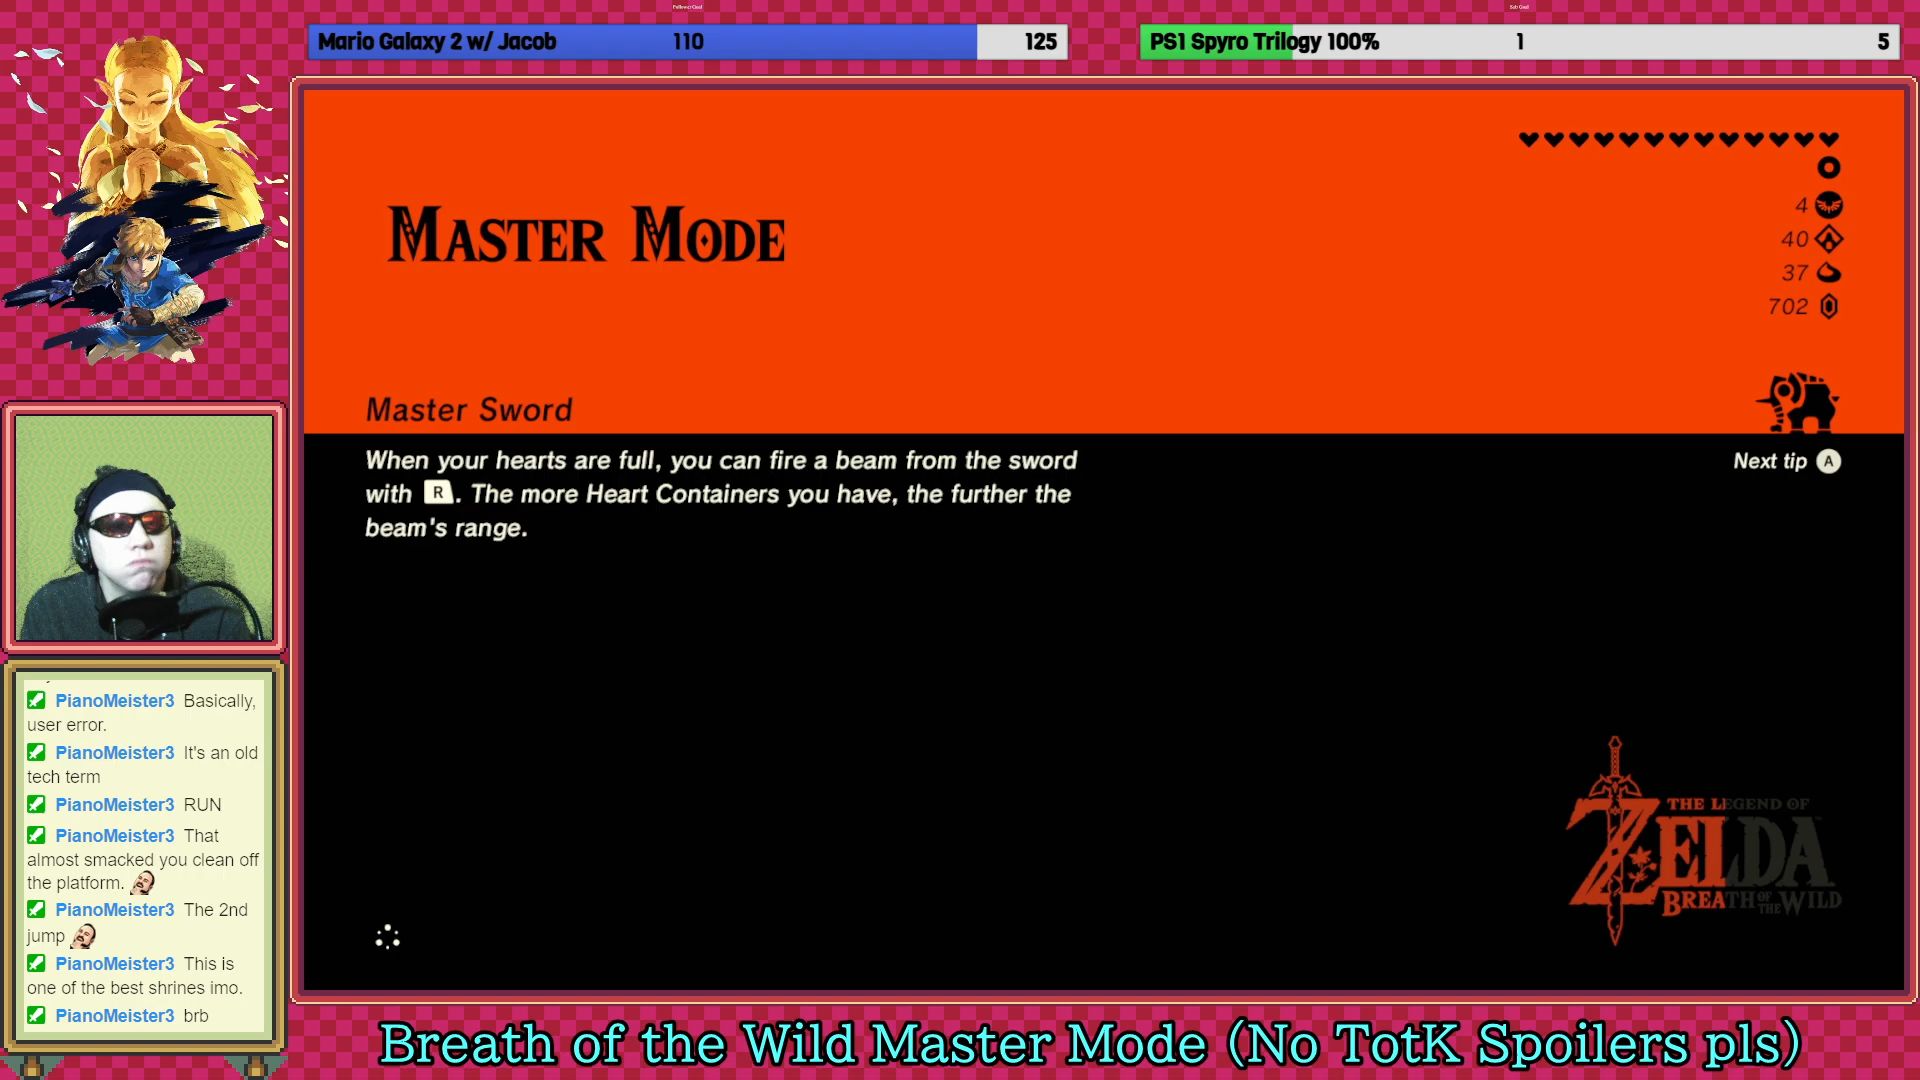 Follower Goal
Sub Goal
Mario Galaxy 2 w/ Jacob 110 125
PS1 Spyro Trilogy 100% 1 5
MASTER MODE
4
40
37
702
Master Sword
When your hearts are full, you can fire a beam from the sword
with R. The more Heart Containers you have, the further the
beam's range.
Next tip A
THE LEGEND OF
ZELDA
BREATH OF THE WILD
PianoMeister3 Basically,
user error.
PianoMeister3 It's an old
tech term
PianoMeister3 RUN
PianoMeister3 That
almost smacked you clean off
the platform.
PianoMeister3 The 2nd
jump
PianoMeister3 This is
one of the best shrines imo.
PianoMeister3 brb
Breath of the Wild Master Mode (No TotK Spoilers pls)